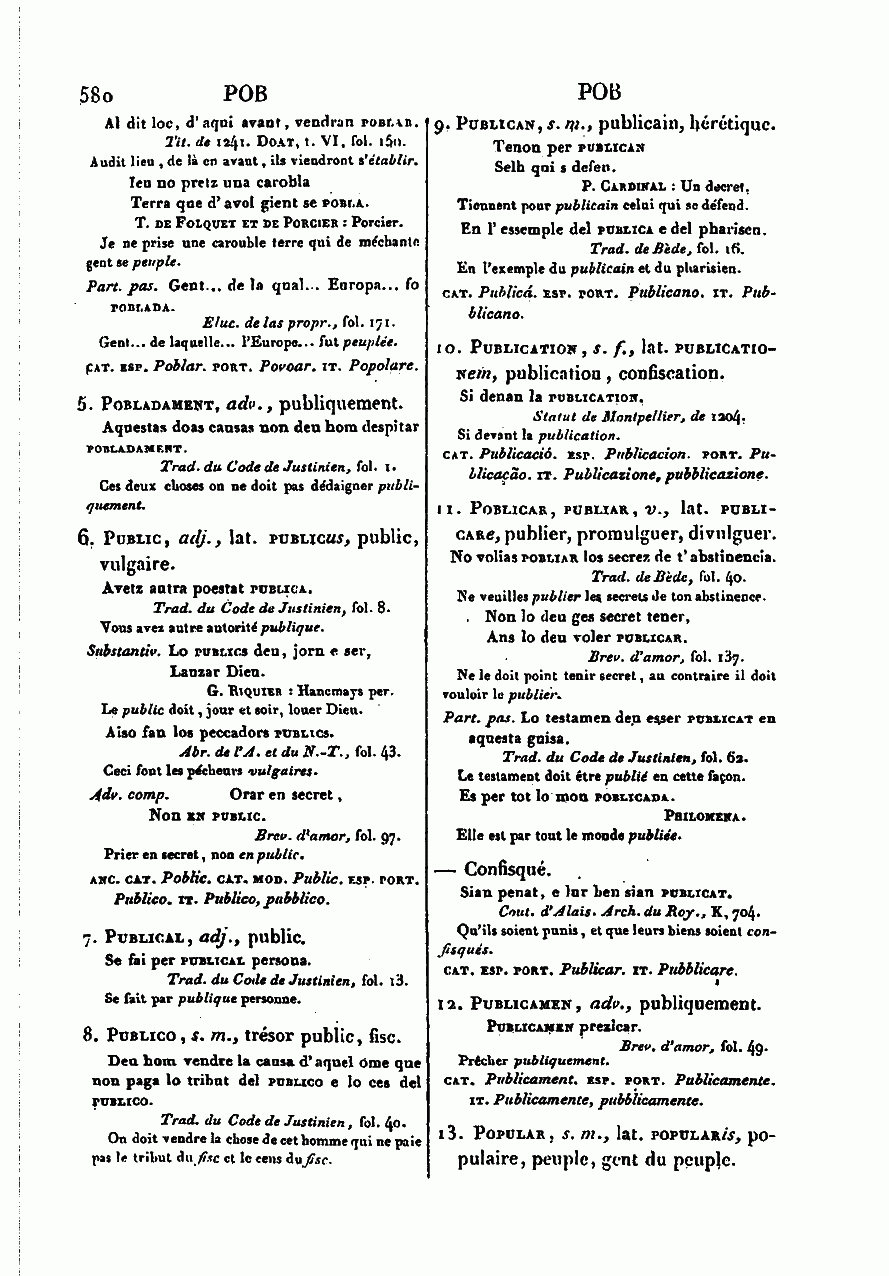 580 POB POB
Al dit loc, d'aqui avant, vendran POBLAR.
Tit. de 1241. DOAT, t. VI, fol. 150.
Audit lieu, de là en avant, ils viendront s'établir.
Ieu no pretz una carobla
Terra que d'avol gient se POBLA.
T. DE FOLQUET ET DE PORCIER : Porcier.
Je ne prise une carouble terre qui de méchante
gent se peuple.
Part. pas. Gent... de la qual... Europa... fo
POBLADA.
Eluc. de las propr., fol. 171.
Gent... de laquelle... l'Europe... fut peuplée.
CAT. ESP. Poblar. PORT. Povoar. IT. Popolare.
5. POBLADAMENT, adv., publiquement.
Aquestas doas causas non deu hom despitar
POBLADAMENT.
Trad. du Code de Justinien, fol. 1.
Ces deux choses on ne doit pas dédaigner publi-
quement.
6. PUBLIC, adj., lat. PUBLICus, public,
vulgaire.
Avetz autra poestat PUBLICA.
Trad. du Code de Justinien, fol. 8.
Vous avez autre autorité publique.
Substantiv. Lo PUBLICS deu, jorn e ser,
Lauzar Dieu.
G. RIQUIER : Hancmays per.
Le public doit, jour et soir, louer Dieu.
Aiso fan los peccadors PUBLICS.
Abr. de l'A. et du N.-T., fol. 43.
Ceci font les pécheurs vulgaires.
Adv. comp. Orar en secret,
Non EN PUBLIC.
Brev. d'amor, fol. 97.
Prier en secret, non en public.
ANC. CAT. Poblic. CAT. MOD. Public. ESP. PORT.
Publico. IT. Publico, pubblico.
7. PUBLICAL, adj., public.
Se fai per PUBLICAL persona.
Trad. du Code de Justinien, fol. 13.
Se fait par publique personne.
8. PUBLICO, s. m., trésor public, fisc.
Deu hom vendre la causa d'aquel ome que
non paga lo tribut del PUBLICO e lo ces del
PUBLICO.
Trad. du Code de Justinien, fol. 40.
On doit vendre la chose de cet homme qui ne paie
pas le tribut du fisc et le cens du fisc.
9. PUBLICAN, s. m., publicain, hérétique.
Tenon per PUBLICAN
Selh qui s defen.
P. CARDINAL : Un decret.
Tiennent pour publicain celui qui se défend.
En l'essemple del PUBLICA e del pharisen.
Trad. de Bède, fol. 16.
En l'exemple du publicain et du pharisien.
CAT. Publicá. ESP. PORT. Publicano. IT. Pub-
blicano.
10. PUBLICATION, s. f., lat. PUBLICATIO-
Nem, publication, confiscation.
Si denan la PUBLICATION.
Statut de Montpellier, de 1204.
Si devant la publication.
CAT. Publicació. ESP. Publicacion. PORT. Pu-
blicação. IT. Publicazione, pubblicazione.
11. POBLICAR, PUBLIAR, v., lat. PUBLI-
CARe, publier, promulguer, divulguer.
No volias POBLIAR los secrez de t'abstinencia.
Trad. de Bède, fol. 40.
Ne veuilles publier les secrets de ton abstinence.
Non lo deu ges secret tener,
Ans lo deu voler PUBLICAR.
Brev. d'amor, fol. 137.
Ne le doit point tenir secret, au contraire il doit
vouloir le publier.
Part. pas. Lo testamen deu esser PUBLICAT en
aquesta guisa.
Trad. du Code de Justinien, fol. 62.
Le testament doit être publié en cette façon.
Es per tot lo mon POBLICADA.
PHILOMENA.
Elle est par tout le monde publiée.
— Confisqué.
Sian penat, e lur ben sian PUBLICAT.
Cout. d'Alais. Arch. du Roy., K, 704.
Qu'ils soient punis, et que leurs biens soient con-
fisqués.
CAT. ESP. PORT. Publicar. IT. Pubblicare.
12. PUBLICAMEN, adv., publiquement.
PUBLICAMEN prezicar.
Brev. d'amor, fol. 49.
Prêcher publiquement.
CAT. Publicament. ESP. PORT. Publicamente.
IT. Publicamente, pubblicamente.
13. POPULAR, s. m., lat. POPULARis, po-
pulaire, peuple, gent du peuple.